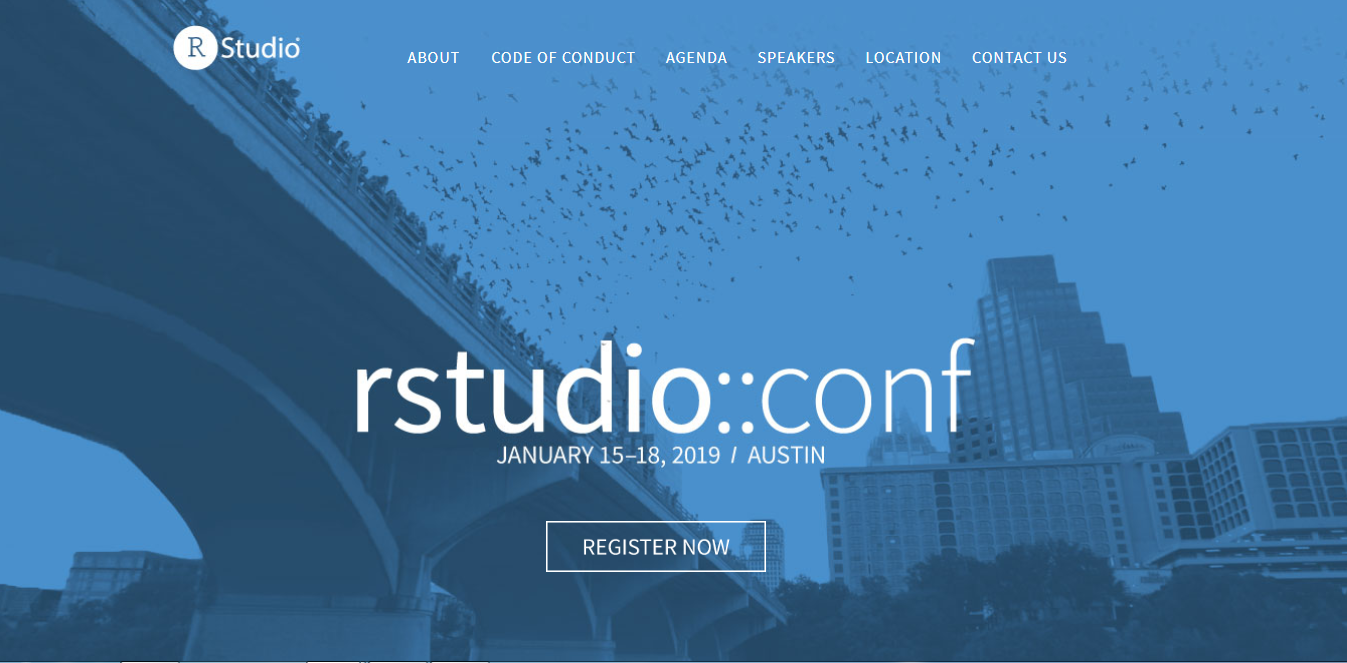 R Studio®
ABOUT CODE OF CONDUCT AGENDA SPEAKERS LOCATION CONTACT US
rstudio::conf
JANUARY 15–18, 2019 / AUSTIN
REGISTER NOW